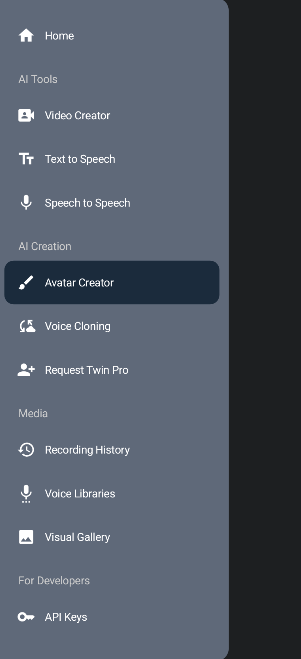 Home
AI Tools
Video Creator
Text to Speech
Speech to Speech
AI Creation
Avatar Creator
Voice Cloning
Request Twin Pro
Media
Recording History
Voice Libraries
Visual Gallery
For Developers
API Keys